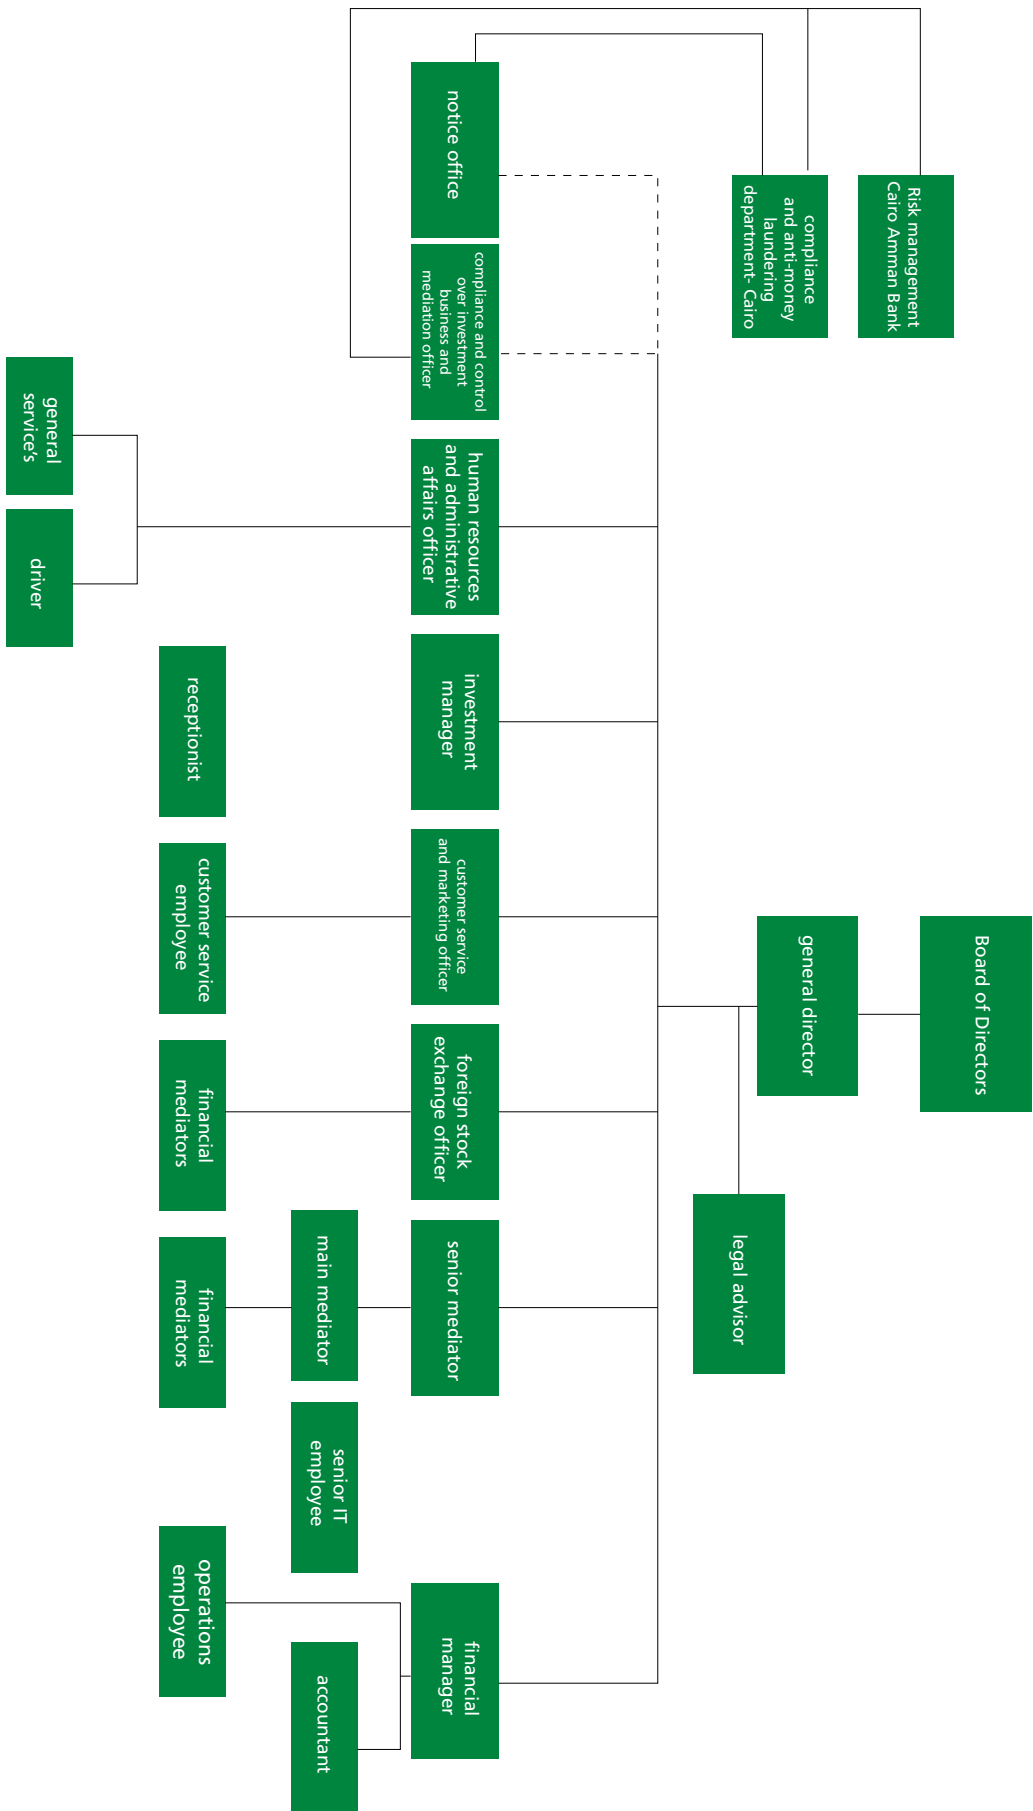 Board of Directors
general director
legal advisor
Risk management
Cairo Amman Bank
compliance
and anti-money
laundering
department- Cairo
notice office
compliance and control
over investment
business and
mediation officer
human resources
and administrative
affairs officer
investment
manager
customer service
and marketing officer
foreign stock
exchange officer
senior mediator
financial
manager
main mediator
senior IT
employee
accountant
receptionist
customer service
employee
financial
mediators
financial
mediators
operations
employee
general
service's
driver